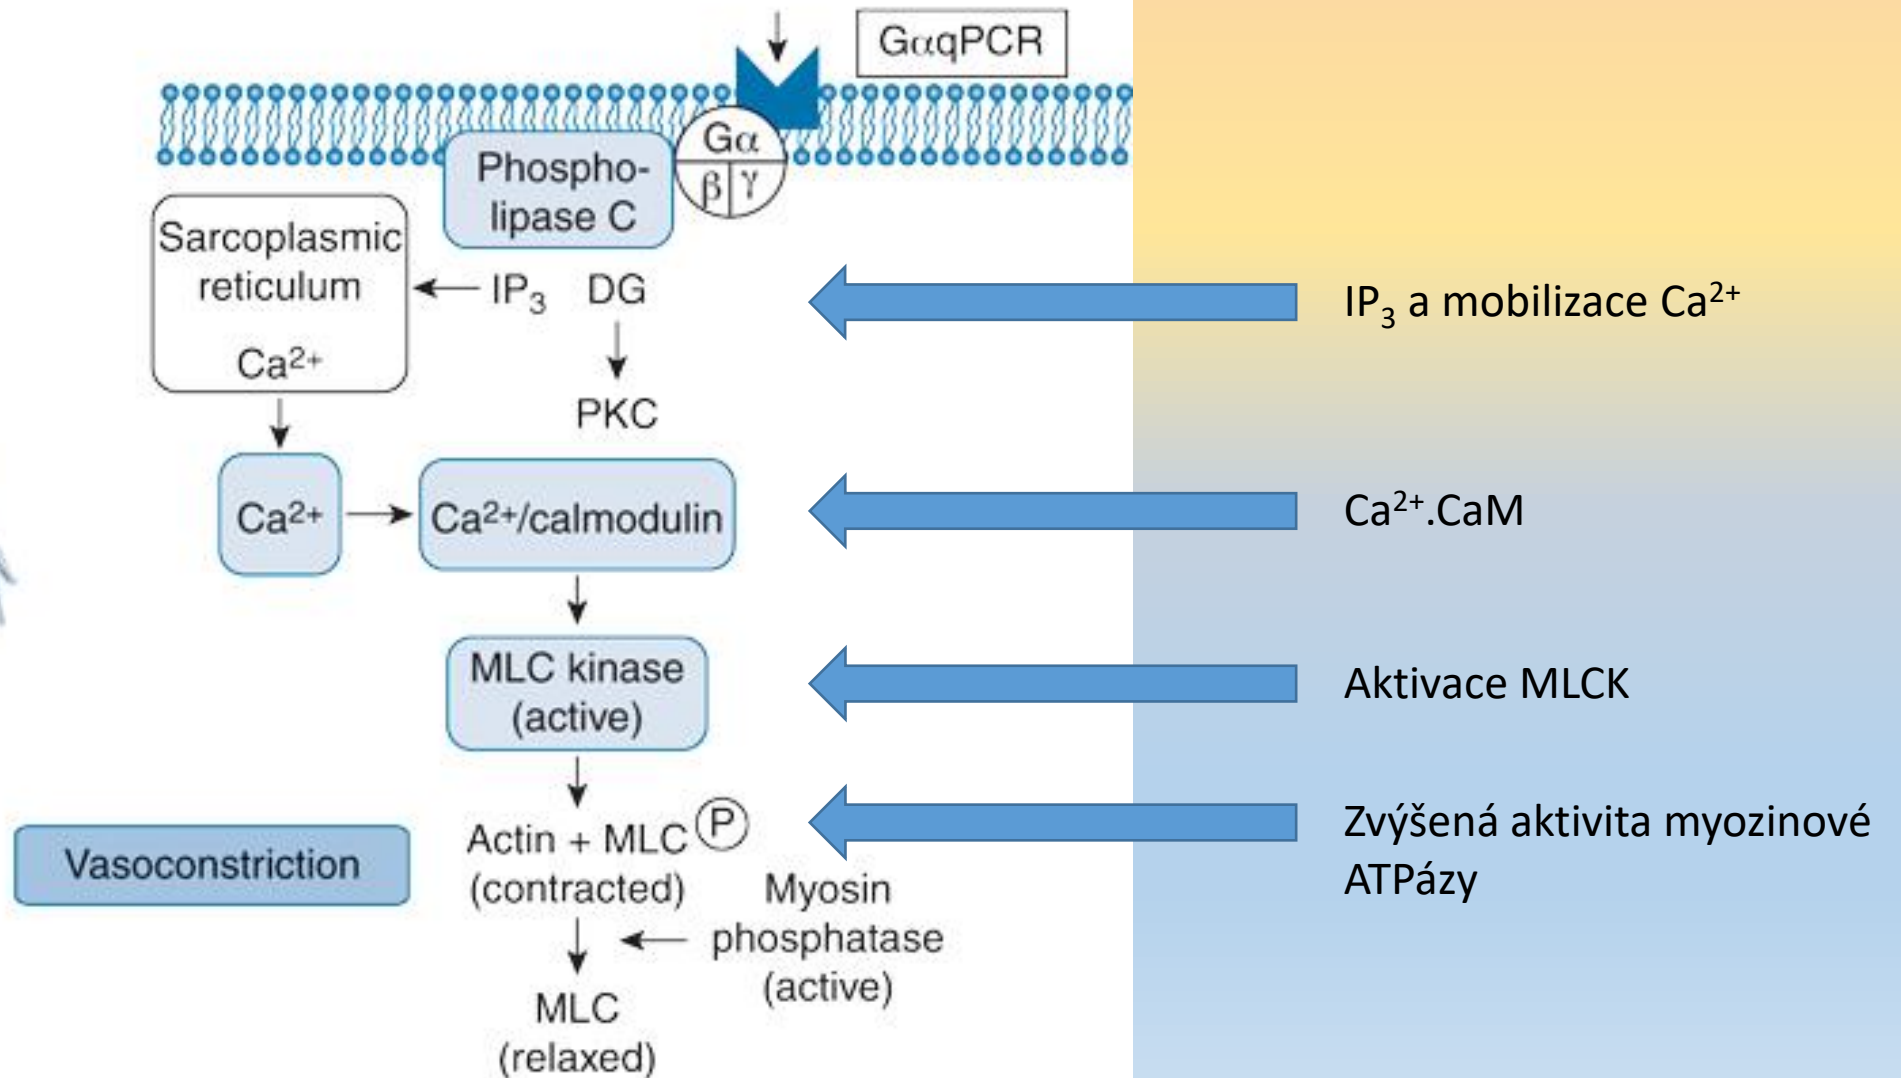 GαqPCR
Gα
β γ
Phospho-
lipase C
Sarcoplasmic
reticulum
Ca²⁺
IP₃ DG
IP₃ a mobilizace Ca²⁺
PKC
Ca²⁺
Ca²⁺/calmodulin
Ca²⁺.CaM
MLC kinase
(active)
Aktivace MLCK
Actin + MLC P
(contracted)
Zvýšená aktivita myozinové
ATPázy
Vasoconstriction
Myosin
phosphatase
(active)
MLC
(relaxed)